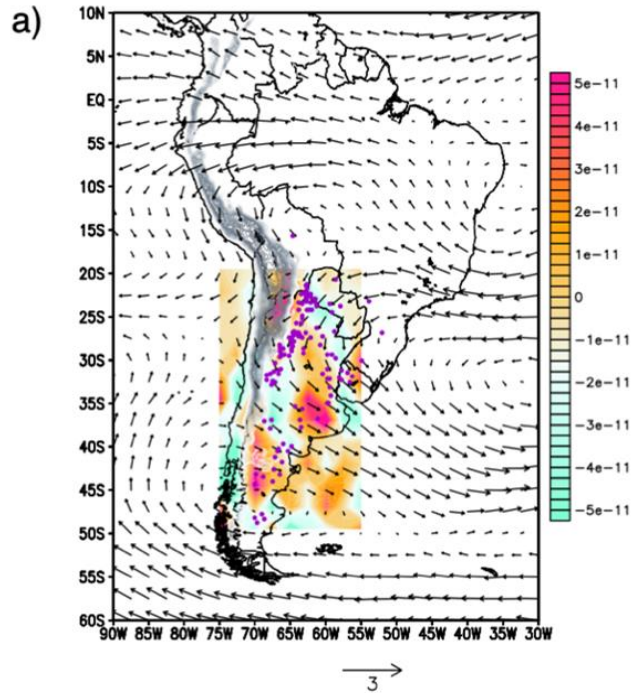 a)
10N
5N
EQ
5S
10S
15S
20S
25S
30S
35S
40S
45S
50S
55S
60S
90W 85W 80W 75W 70W 65W 60W 55W 50W 45W 40W 35W 30W
5e-11
4e-11
3e-11
2e-11
1e-11
0
-1e-11
-2e-11
-3e-11
-4e-11
-5e-11
3